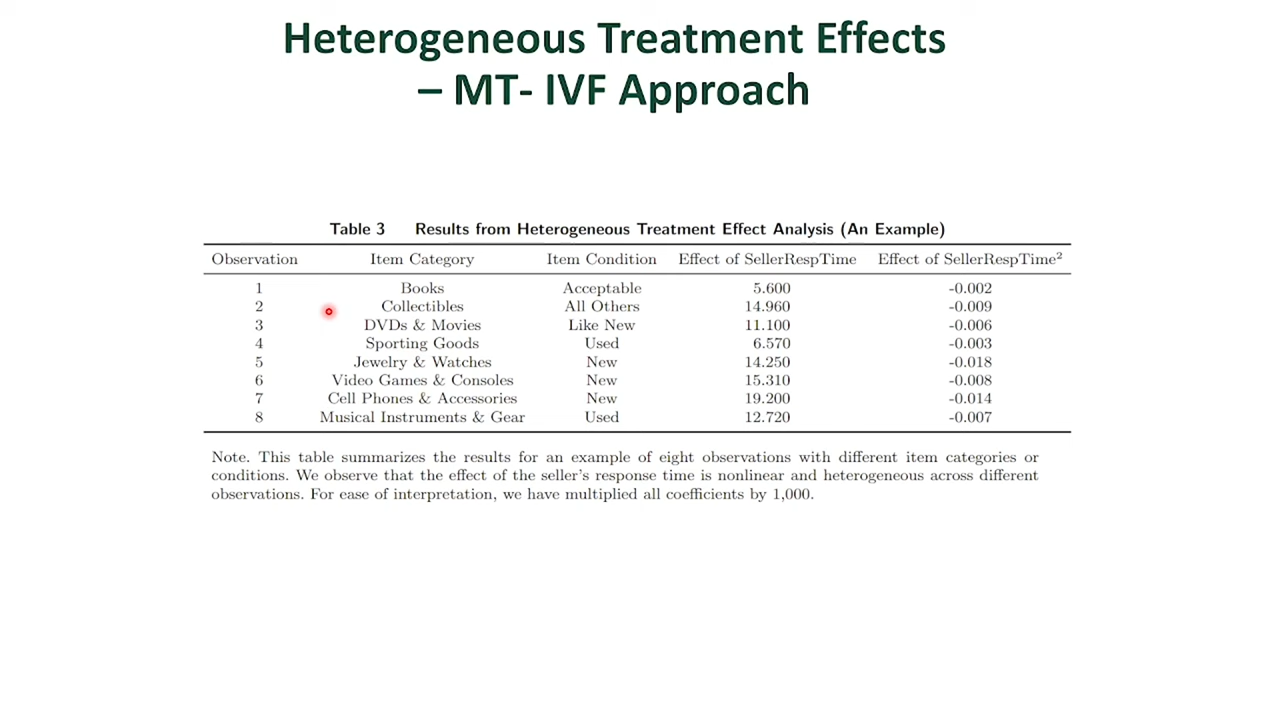 Heterogeneous Treatment Effects
– MT- IVF Approach
Table 3 Results from Heterogeneous Treatment Effect Analysis (An Example)
Observation Item Category Item Condition Effect of SellerRespTime Effect of SellerRespTime²
1 Books Acceptable 5.600 -0.002
2 Collectibles All Others 14.960 -0.009
3 DVDs & Movies Like New 11.100 -0.006
4 Sporting Goods Used 6.570 -0.003
5 Jewelry & Watches New 14.250 -0.018
6 Video Games & Consoles New 15.310 -0.008
7 Cell Phones & Accessories New 19.200 -0.014
8 Musical Instruments & Gear Used 12.720 -0.007
Note. This table summarizes the results for an example of eight observations with different item categories or
conditions. We observe that the effect of the seller's response time is nonlinear and heterogeneous across different
observations. For ease of interpretation, we have multiplied all coefficients by 1,000.